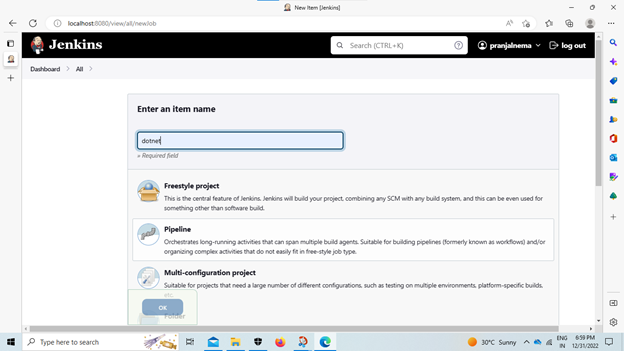 New Item [Jenkins]
localhost:8080/view/all/newJob
Jenkins
Search (CTRL+K)
pranjalnema
log out
Dashboard
All
Enter an item name
dotnet
» Required field
Freestyle project
This is the central feature of Jenkins. Jenkins will build your project, combining any SCM with any build system, and this can be even used for
something other than software build.
Pipeline
Orchestrates long-running activities that can span multiple build agents. Suitable for building pipelines (formerly known as workflows) and/or
organizing complex activities that do not easily fit in free-style job type.
Multi-configuration project
Suitable for projects that need a large number of different configurations, such as testing on multiple environments, platform-specific builds,
etc.
OK
Folder
Type here to search
30°C Sunny
ENG
IN
6:59 PM
12/31/2022